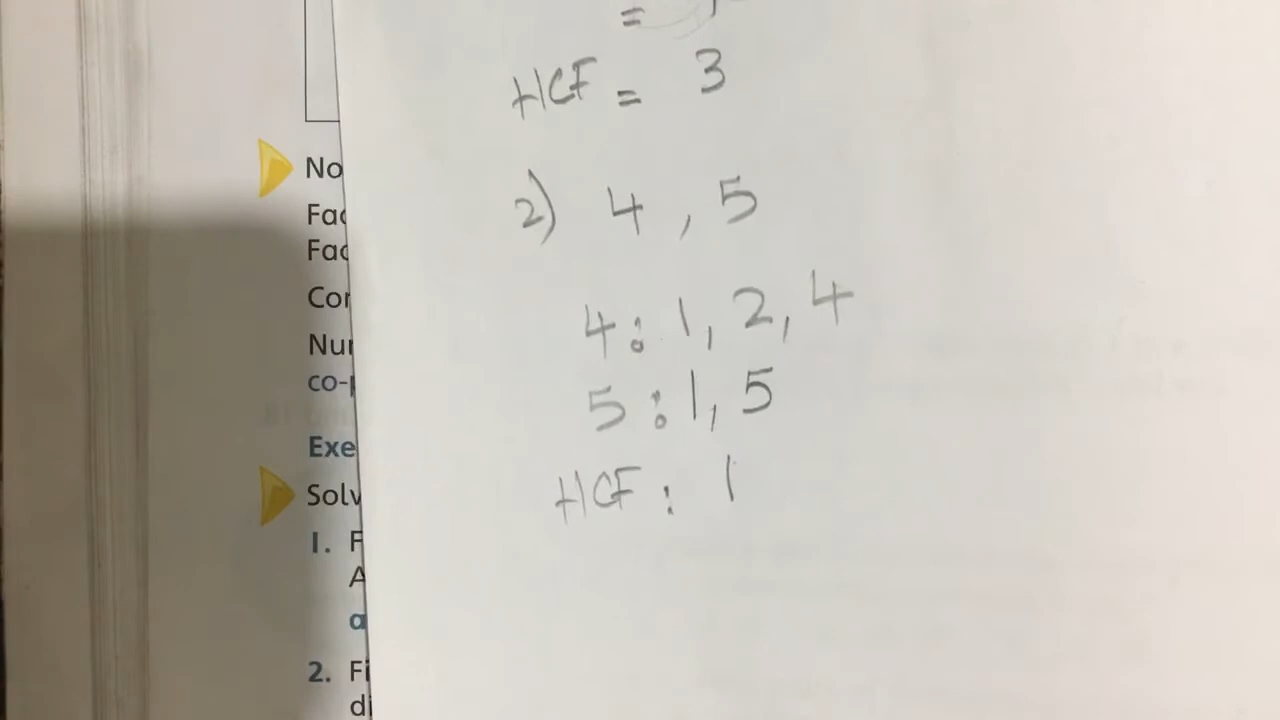 =
HCF = 3
No
2) 4 , 5
Fac
Fac
4 : 1, 2, 4
Con
Nur
5 : 1, 5
co-p
Exe
HCF : 1
Solv
1. F
A
a
2. Fi
di